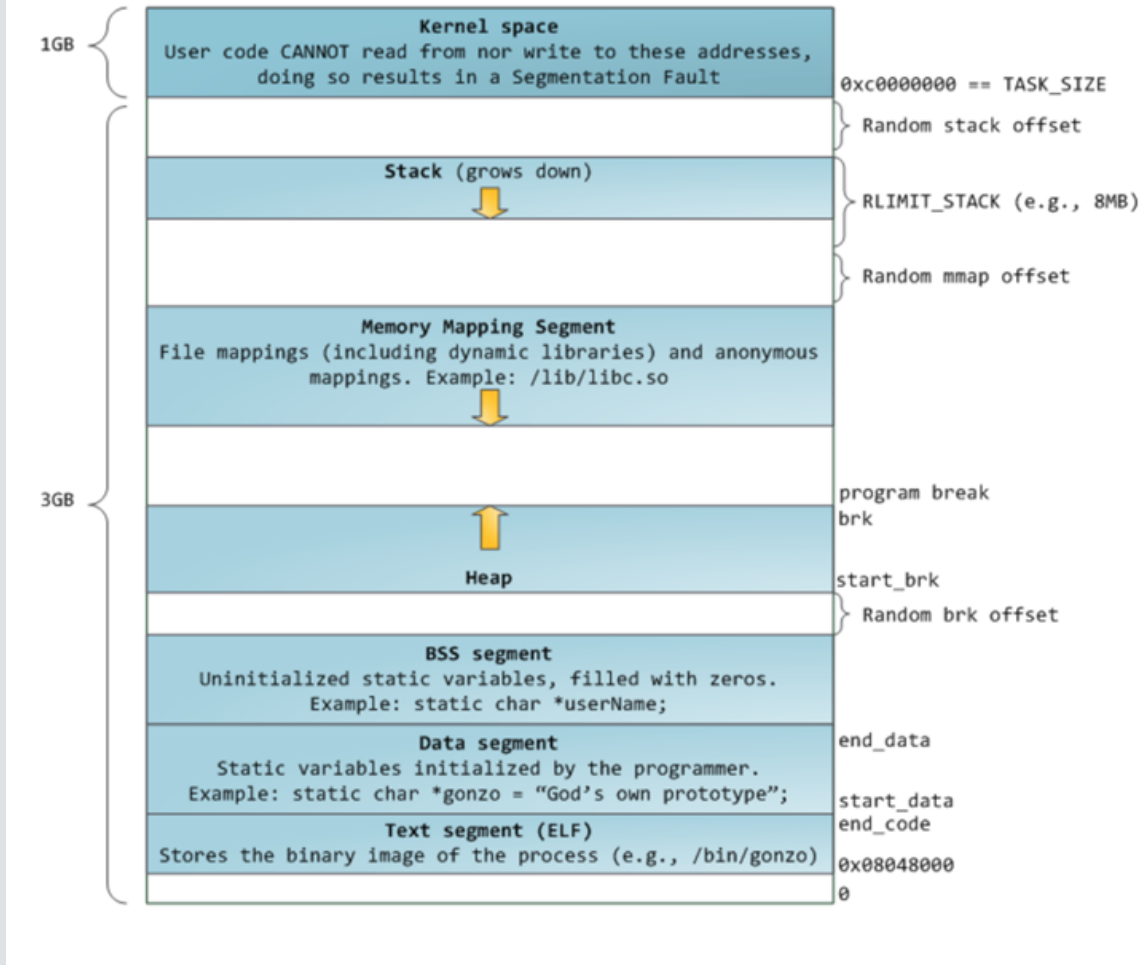 1GB
Kernel space
User code CANNOT read from nor write to these addresses,
doing so results in a Segmentation Fault
0xc0000000 == TASK_SIZE
Random stack offset
Stack (grows down)
RLIMIT_STACK (e.g., 8MB)
Random mmap offset
Memory Mapping Segment
File mappings (including dynamic libraries) and anonymous
mappings. Example: /lib/libc.so
3GB
program break
brk
Heap
start_brk
Random brk offset
BSS segment
Uninitialized static variables, filled with zeros.
Example: static char *userName;
Data segment
end_data
Static variables initialized by the programmer.
Example: static char *gonzo = “God’s own prototype”;
start_data
end_code
Text segment (ELF)
Stores the binary image of the process (e.g., /bin/gonzo)
0x08048000
0